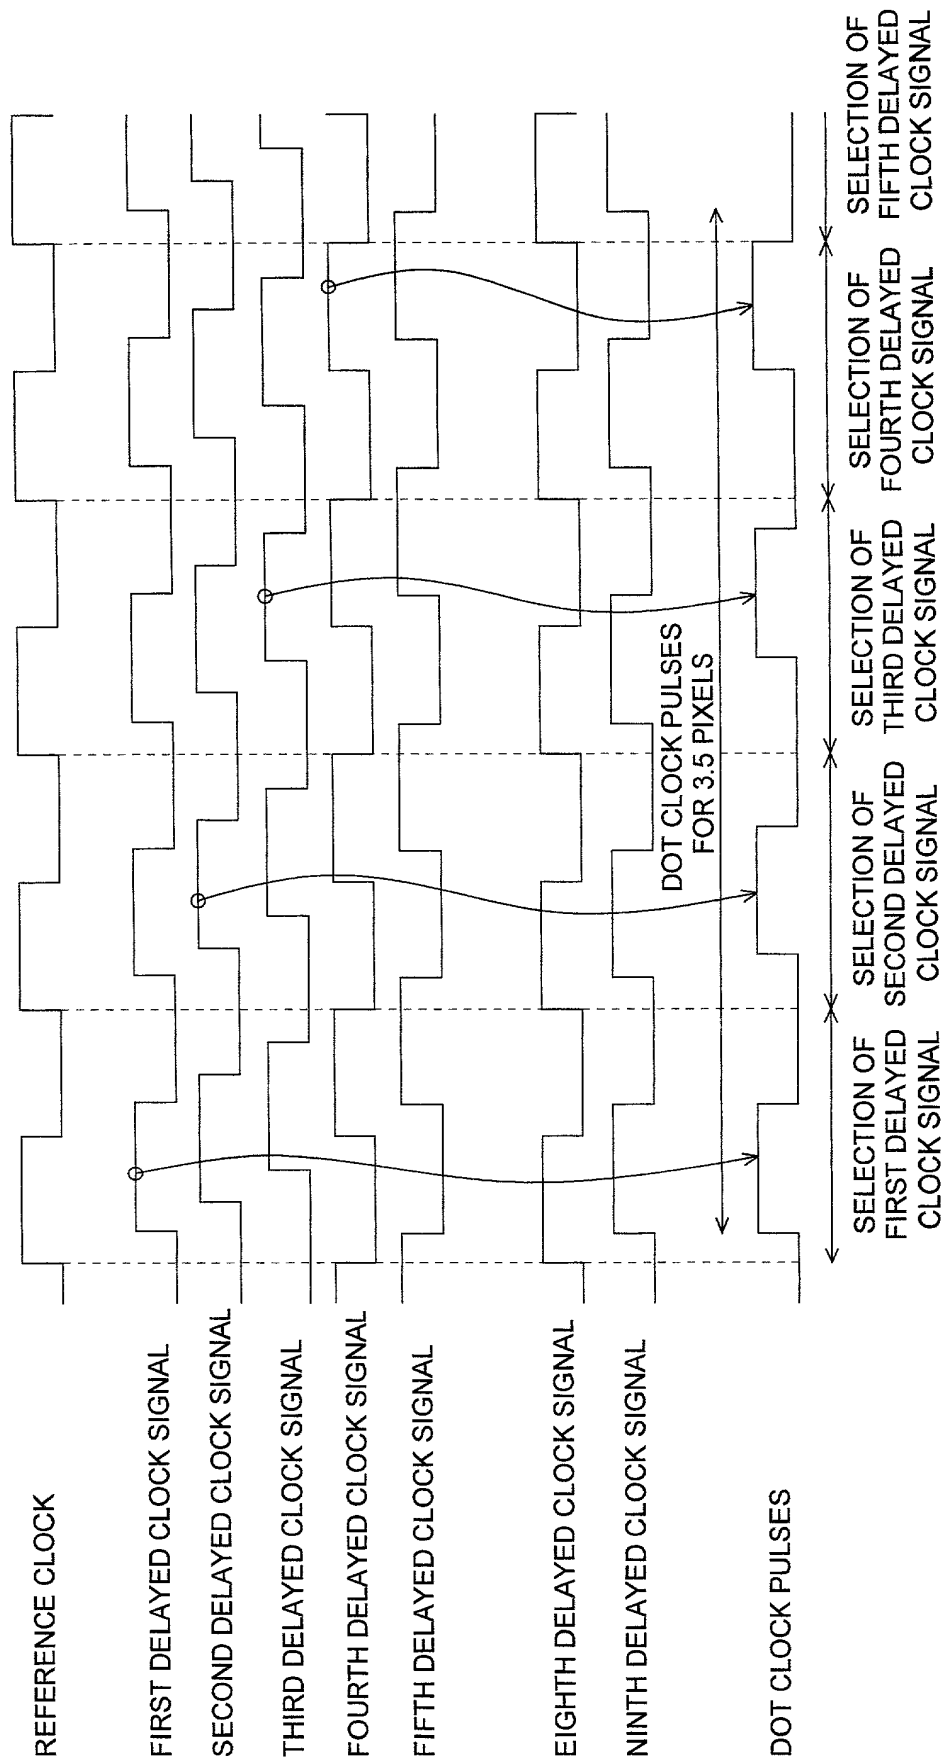 REFERENCE CLOCK
FIRST DELAYED CLOCK SIGNAL
SECOND DELAYED CLOCK SIGNAL
THIRD DELAYED CLOCK SIGNAL
FOURTH DELAYED CLOCK SIGNAL
FIFTH DELAYED CLOCK SIGNAL
EIGHTH DELAYED CLOCK SIGNAL
NINTH DELAYED CLOCK SIGNAL
DOT CLOCK PULSES
FOR 3.5 PIXELS
DOT CLOCK PULSES
SELECTION OF
FIRST DELAYED
CLOCK SIGNAL
SELECTION OF
SECOND DELAYED
CLOCK SIGNAL
SELECTION OF
THIRD DELAYED
CLOCK SIGNAL
SELECTION OF
FOURTH DELAYED
CLOCK SIGNAL
SELECTION OF
FIFTH DELAYED
CLOCK SIGNAL